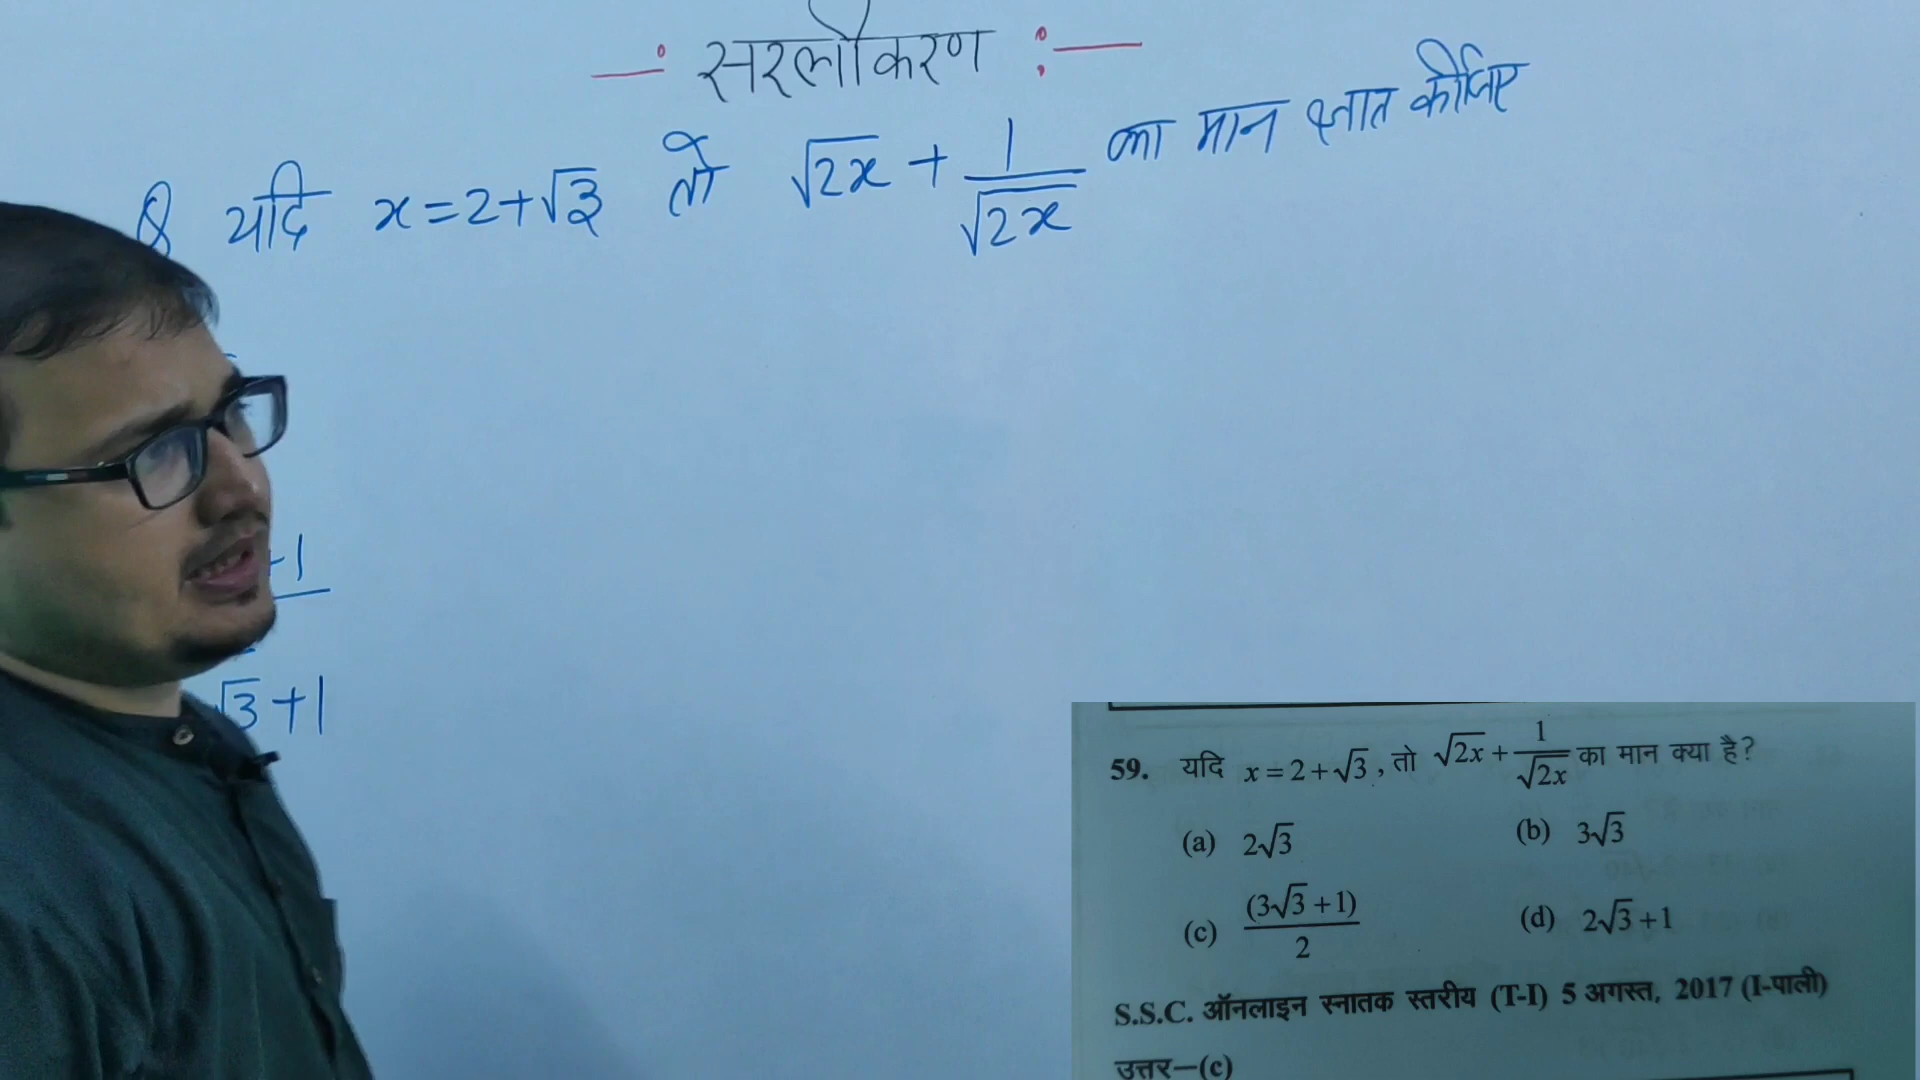 —: सरलीकरण :—
Q यदि x=2+√3 तो √2x + 1/√2x का मान ज्ञात कीजिए
-1
√3+1
59. यदि x=2+√3, तो √2x + 1/√2x का मान क्या है?
(a) 2√3 (b) 3√3
(c) (3√3+1)/2 (d) 2√3+1
S.S.C. ऑनलाइन स्नातक स्तरीय (T-I) 5 अगस्त, 2017 (I-पाली)
उत्तर—(c)